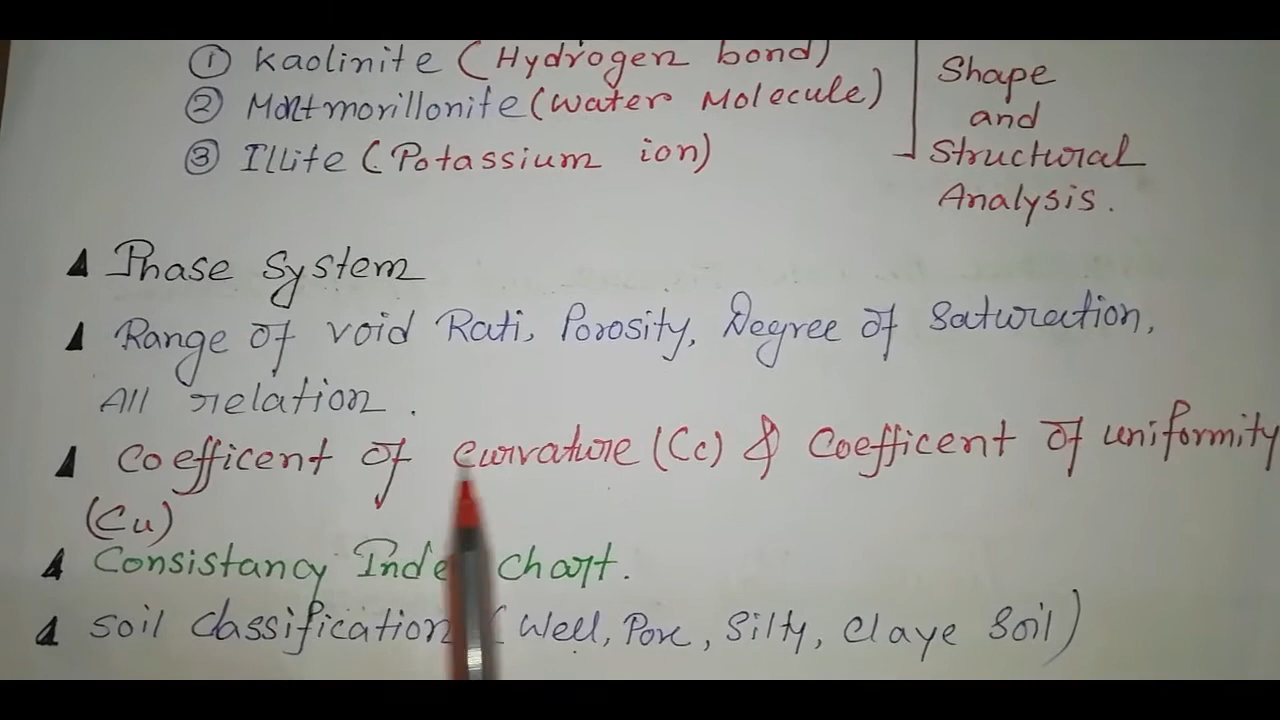 ① Kaolinite (Hydrogen bond)
② Montmorillonite (Water Molecule)
③ Illite (Potassium ion)
Shape
and
Structural
Analysis.
Phase System
Range of void Rati, Porosity, Degree of Saturation,
All relation.
Coefficent of Curvature (Cc) & Coefficent of uniformity
(Cu)
Consistancy Inde chart.
Soil classification (Well, Pore, Silty, Claye Soil)